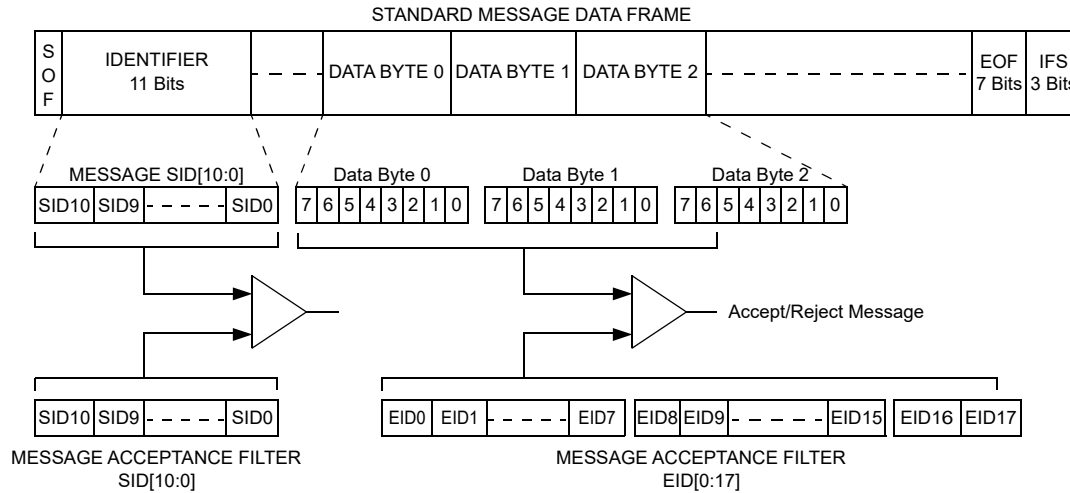 STANDARD MESSAGE DATA FRAME
S O F
IDENTIFIER
11 Bits
DATA BYTE 0 DATA BYTE 1 DATA BYTE 2
EOF
7 Bits
IFS
3 Bits
MESSAGE SID[10:0] Data Byte 0 Data Byte 1 Data Byte 2
SID10 SID9 SID0 7 6 5 4 3 2 1 0 7 6 5 4 3 2 1 0 7 6 5 4 3 2 1 0
Accept/Reject Message
SID10 SID9 SID0 EID0 EID1 EID7 EID8 EID9 EID15 EID16 EID17
MESSAGE ACCEPTANCE FILTER
SID[10:0]
MESSAGE ACCEPTANCE FILTER
EID[0:17]